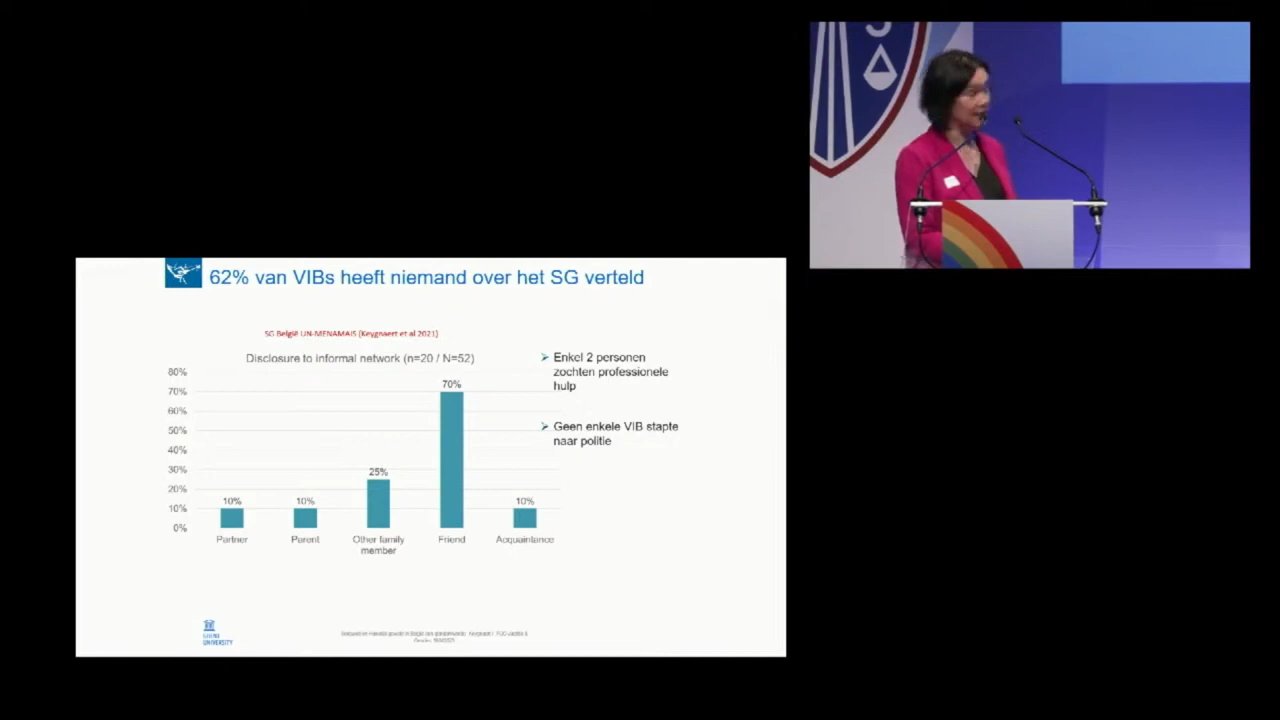 S
62% van VIBs heeft niemand over het SG verteld
SG België UN-MENAMAIS (Keygnaert et al 2021)
Disclosure to informal network (n=20 / N=52)
80%
70%
60%
50%
40%
30%
20%
10%
0%
10%
10%
25%
70%
10%
Partner
Parent
Other family
member
Friend
Acquaintance
Enkel 2 personen
zochten professionele
hulp
Geen enkele VIB stapte
naar politie
GHENT
UNIVERSITY